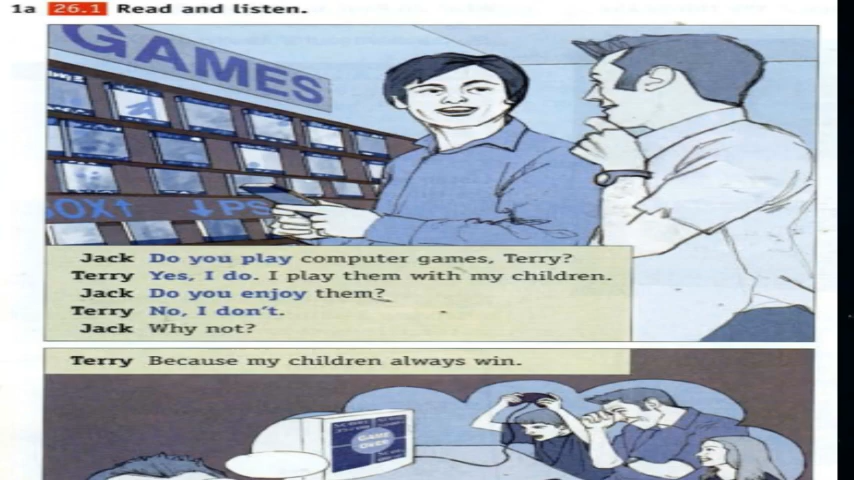 1a 26.1 Read and listen.
GAMES
BOX↑ ↓PS
Jack Do you play computer games, Terry?
Terry Yes, I do. I play them with my children.
Jack Do you enjoy them?
Terry No, I don't.
Jack Why not?
Terry Because my children always win.
GAME
OVER